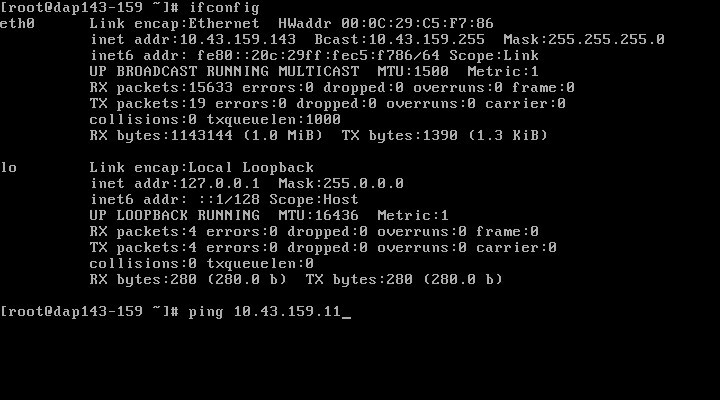 [root@dap143-159 ~]# ifconfig
eth0      Link encap:Ethernet  HWaddr 00:0C:29:C5:F7:86
          inet addr:10.43.159.143  Bcast:10.43.159.255  Mask:255.255.255.0
          inet6 addr: fe80::20c:29ff:fec5:f786/64 Scope:Link
          UP BROADCAST RUNNING MULTICAST  MTU:1500  Metric:1
          RX packets:15633 errors:0 dropped:0 overruns:0 frame:0
          TX packets:19 errors:0 dropped:0 overruns:0 carrier:0
          collisions:0 txqueuelen:1000
          RX bytes:1143144 (1.0 MiB)  TX bytes:1390 (1.3 KiB)
lo        Link encap:Local Loopback
          inet addr:127.0.0.1  Mask:255.0.0.0
          inet6 addr: ::1/128 Scope:Host
          UP LOOPBACK RUNNING  MTU:16436  Metric:1
          RX packets:4 errors:0 dropped:0 overruns:0 frame:0
          TX packets:4 errors:0 dropped:0 overruns:0 carrier:0
          collisions:0 txqueuelen:0
          RX bytes:280 (280.0 b)  TX bytes:280 (280.0 b)
[root@dap143-159 ~]# ping 10.43.159.11_